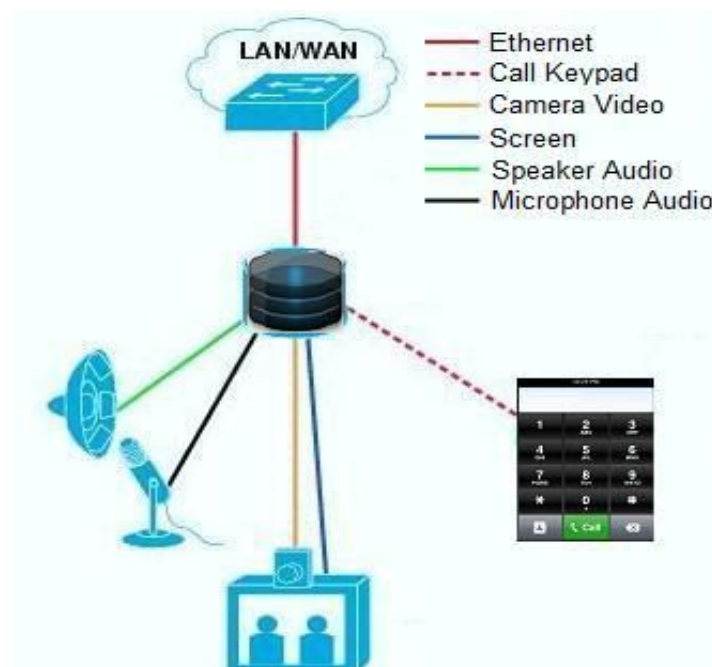 LAN/WAN
Ethernet
Call Keypad
Camera Video
Screen
Speaker Audio
Microphone Audio
1 2 3
4 5 6
7 8 9
* 0 #
Call